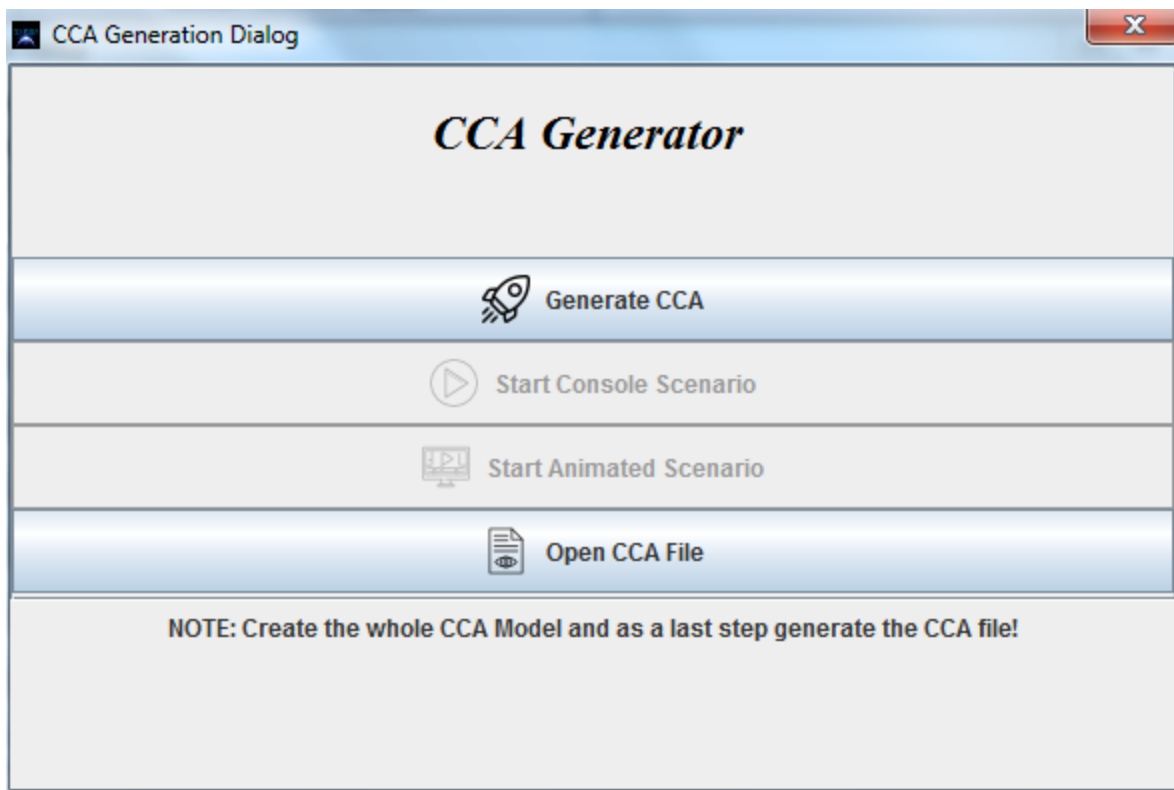 CCA Generation Dialog
CCA Generator
Generate CCA
Start Console Scenario
Start Animated Scenario
Open CCA File
NOTE: Create the whole CCA Model and as a last step generate the CCA file!